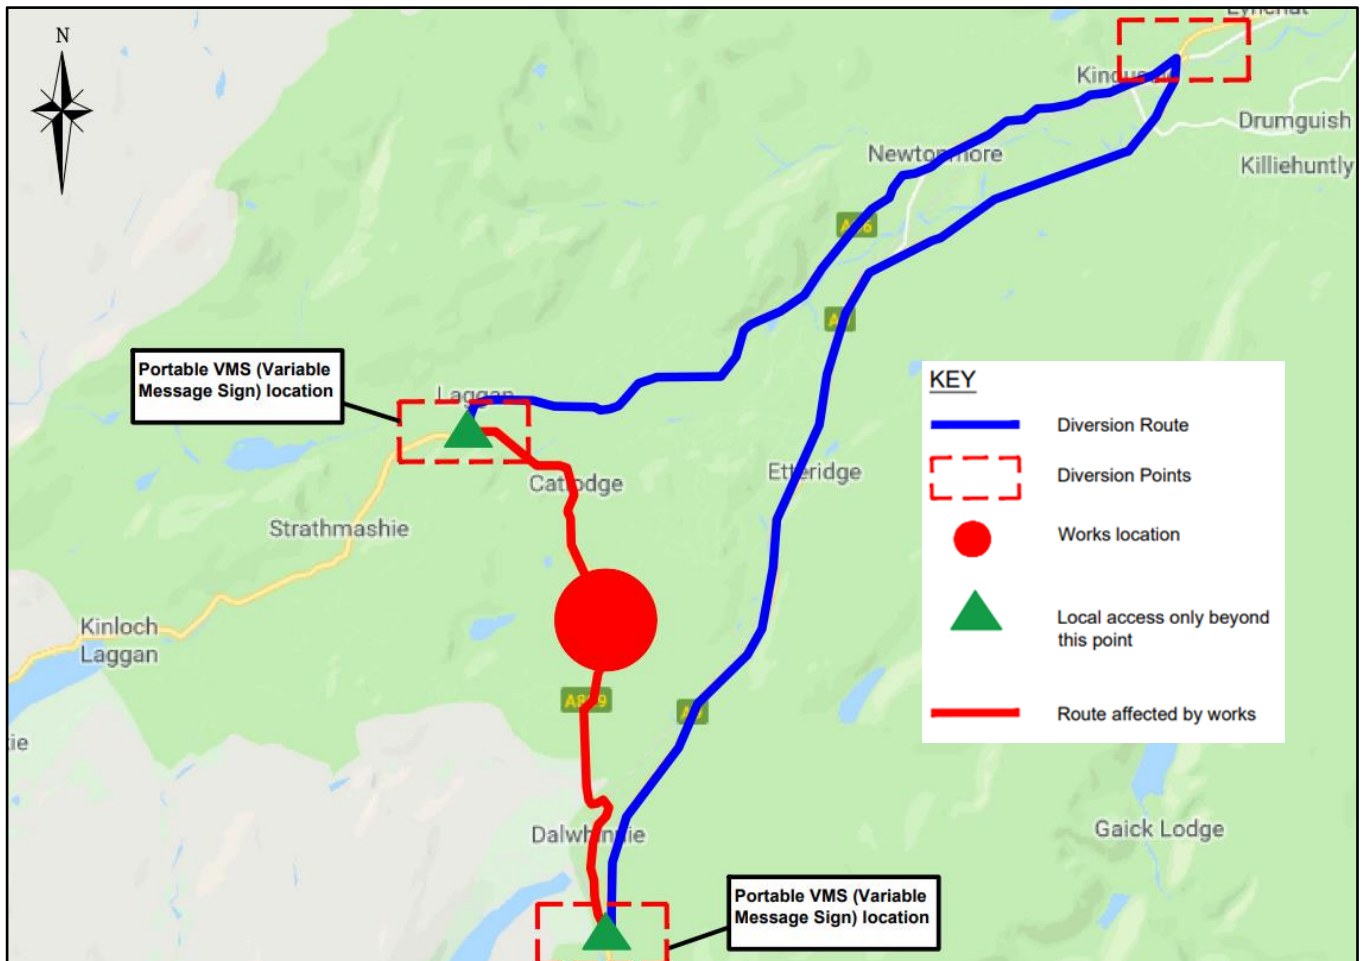 N
Drumguish
Newtonmore
Killiehuntly
Portable VMS (Variable
Message Sign) location
Laggan
KEY
Diversion Route
Etteridge
Diversion Points
Catlodge
Strathmashie
Works location
Local access only beyond
this point
Kinloch
Laggan
Route affected by works
Dalwhinnie
Gaick Lodge
Portable VMS (Variable
Message Sign) location